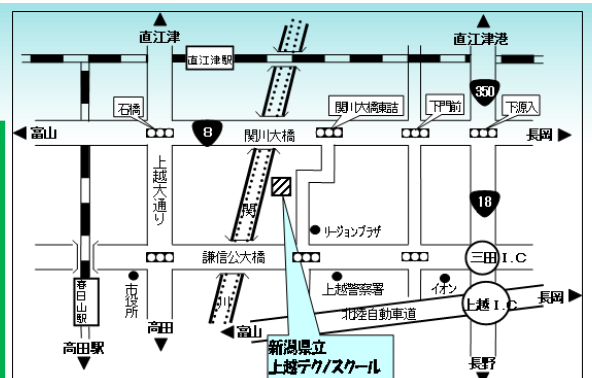 直江津
直江津港
直江津駅
350
石橋
関川大橋東詰
下門前
下源入
富山
8
関川大橋
長岡
上越大通り
関
18
リージョンプラザ
謙信公大橋
三田I.C
春日山駅
市役所
川
上越警察署
イオン
上越I.C
長岡
北陸自動車道
高田
富山
高田駅
新潟県立
上越テクノスクール
長野